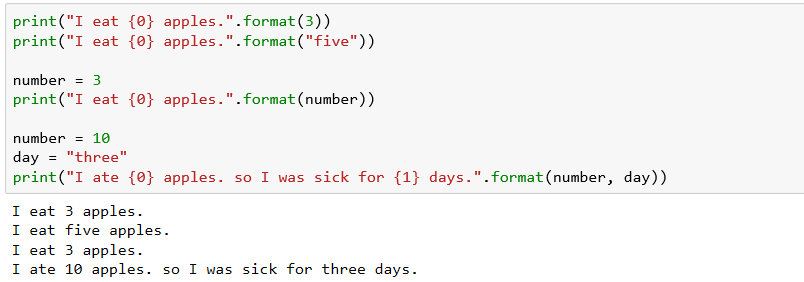 print("I eat {0} apples.".format(3))
print("I eat {0} apples.".format("five"))
number = 3
print("I eat {0} apples.".format(number))
number = 10
day = "three"
print("I ate {0} apples. so I was sick for {1} days.".format(number, day))
I eat 3 apples.
I eat five apples.
I eat 3 apples.
I ate 10 apples. so I was sick for three days.